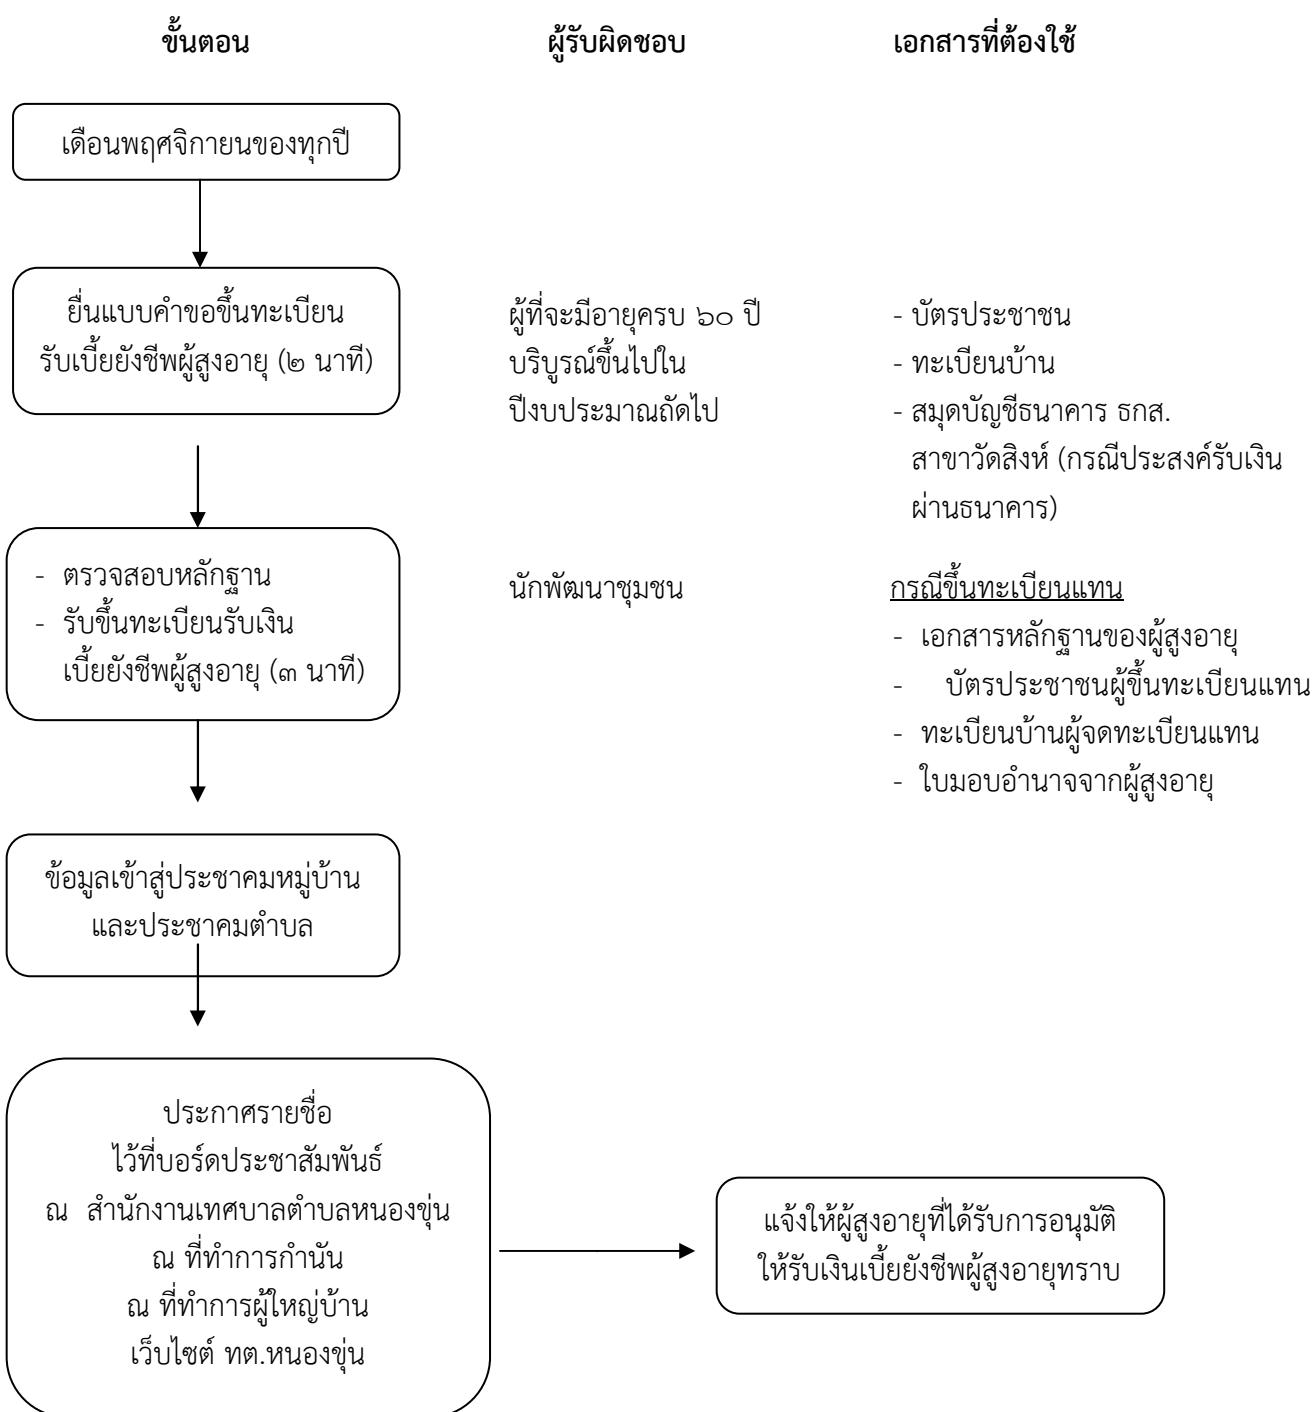 ขั้นตอน ผู้รับผิดชอบ เอกสารที่ต้องใช้
เดือนพฤศจิกายนของทุกปี
ยื่นแบบคำขอขึ้นทะเบียน
รับเบี้ยยังชีพผู้สูงอายุ (๒ นาที)
ผู้ที่จะมีอายุครบ ๖๐ ปี
บริบูรณ์ขึ้นไปใน
ปีงบประมาณถัดไป
- บัตรประชาชน
- ทะเบียนบ้าน
- สมุดบัญชีธนาคาร ธกส.
สาขาวัดสิงห์ (กรณีประสงค์รับเงิน
ผ่านธนาคาร)
- ตรวจสอบหลักฐาน
- รับขึ้นทะเบียนรับเงิน
เบี้ยยังชีพผู้สูงอายุ (๓ นาที)
นักพัฒนาชุมชน
กรณีขึ้นทะเบียนแทน
- เอกสารหลักฐานของผู้สูงอายุ
- บัตรประชาชนผู้ขึ้นทะเบียนแทน
- ทะเบียนบ้านผู้จดทะเบียนแทน
- ใบมอบอำนาจจากผู้สูงอายุ
ข้อมูลเข้าสู่ประชาคมหมู่บ้าน
และประชาคมตำบล
ประกาศรายชื่อ
ไว้ที่บอร์ดประชาสัมพันธ์
ณ สำนักงานเทศบาลตำบลหนองขุ่น
ณ ที่ทำการกำนัน
ณ ที่ทำการผู้ใหญ่บ้าน
เว็บไซต์ ทต.หนองขุ่น
แจ้งให้ผู้สูงอายุที่ได้รับการอนุมัติ
ให้รับเงินเบี้ยยังชีพผู้สูงอายุทราบ